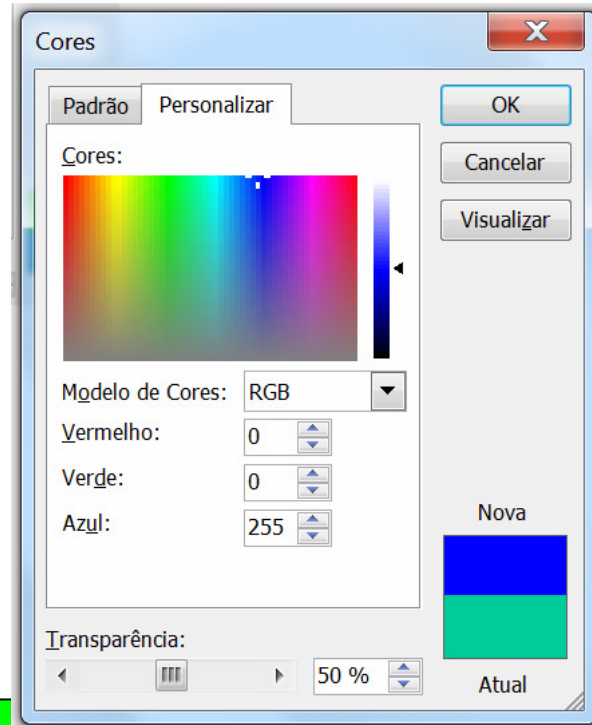 Cores
Padrão
Personalizar
OK
Cores:
Cancelar
Visualizar
Modelo de Cores: RGB
Vermelho: 0
Verde: 0
Azul: 255
Nova
Transparência:
50 %
Atual